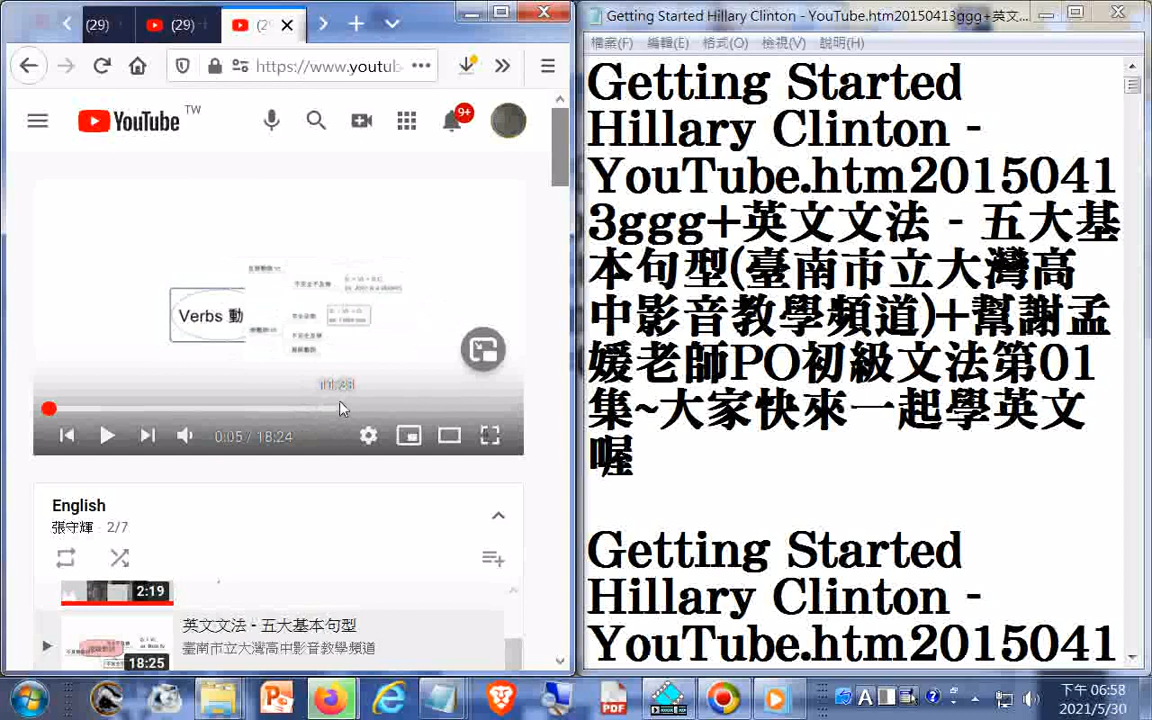 (29)
(29)
(2
https://www.youtub
YouTube TW
9+
Verbs 動
11:23
0:05 / 18:24
English
張守輝 - 2/7
2:19
英文文法 - 五大基本句型
臺南市立大灣高中影音教學頻道
18:25
Getting Started Hillary Clinton - YouTube.htm20150413ggg+英文...
檔案(F) 編輯(E) 格式(O) 檢視(V) 說明(H)
Getting Started
Hillary Clinton -
YouTube.htm2015041
3ggg+英文文法 - 五大基
本句型(臺南市立大灣高
中影音教學頻道)+幫謝孟
媛老師PO初級文法第01
集~大家快來一起學英文
喔
Getting Started
Hillary Clinton -
YouTube.htm2015041
PDF
A
下午 06:58
2021/5/30